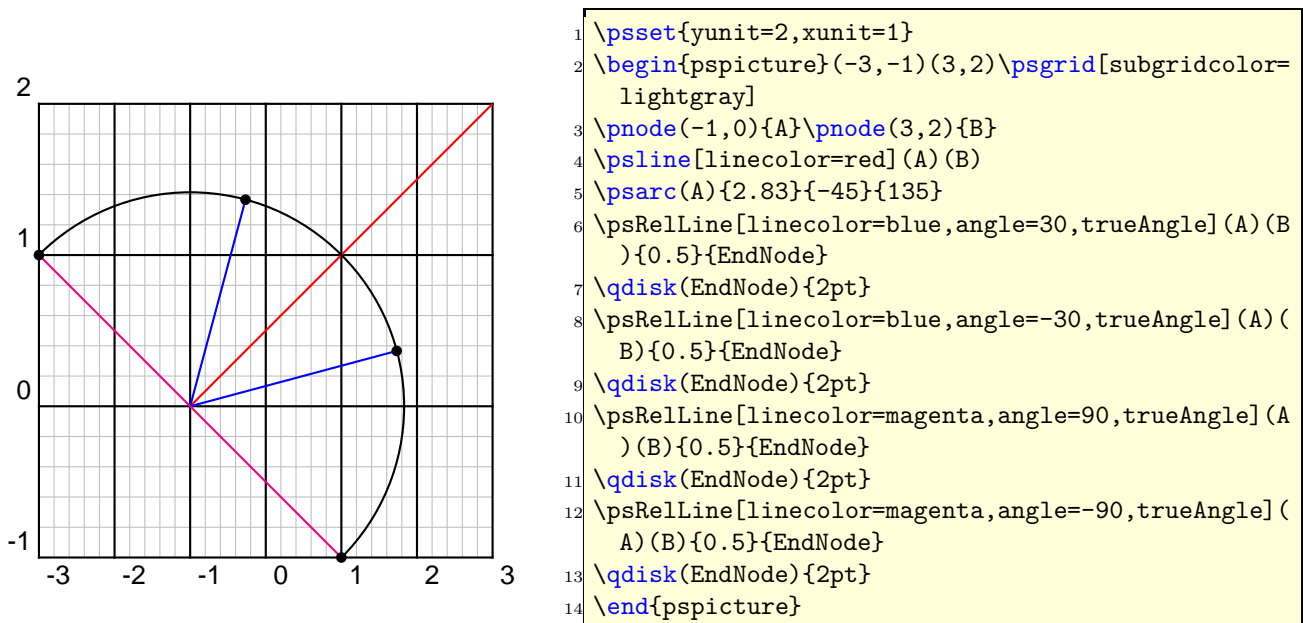 2
1
0
-1
-3 -2 -1 0 1 2 3
1 \psset{yunit=2,xunit=1}
2 \begin{pspicture}(-3,-1)(3,2)\psgrid[subgridcolor=
lightgray]
3 \pnode(-1,0){A}\pnode(3,2){B}
4 \psline[linecolor=red](A)(B)
5 \psarc(A){2.83}{-45}{135}
6 \psRelLine[linecolor=blue,angle=30,trueAngle](A)(B
){0.5}{EndNode}
7 \qdisk(EndNode){2pt}
8 \psRelLine[linecolor=blue,angle=-30,trueAngle](A)(
B){0.5}{EndNode}
9 \qdisk(EndNode){2pt}
10 \psRelLine[linecolor=magenta,angle=90,trueAngle](A
)(B){0.5}{EndNode}
11 \qdisk(EndNode){2pt}
12 \psRelLine[linecolor=magenta,angle=-90,trueAngle](
A)(B){0.5}{EndNode}
13 \qdisk(EndNode){2pt}
14 \end{pspicture}